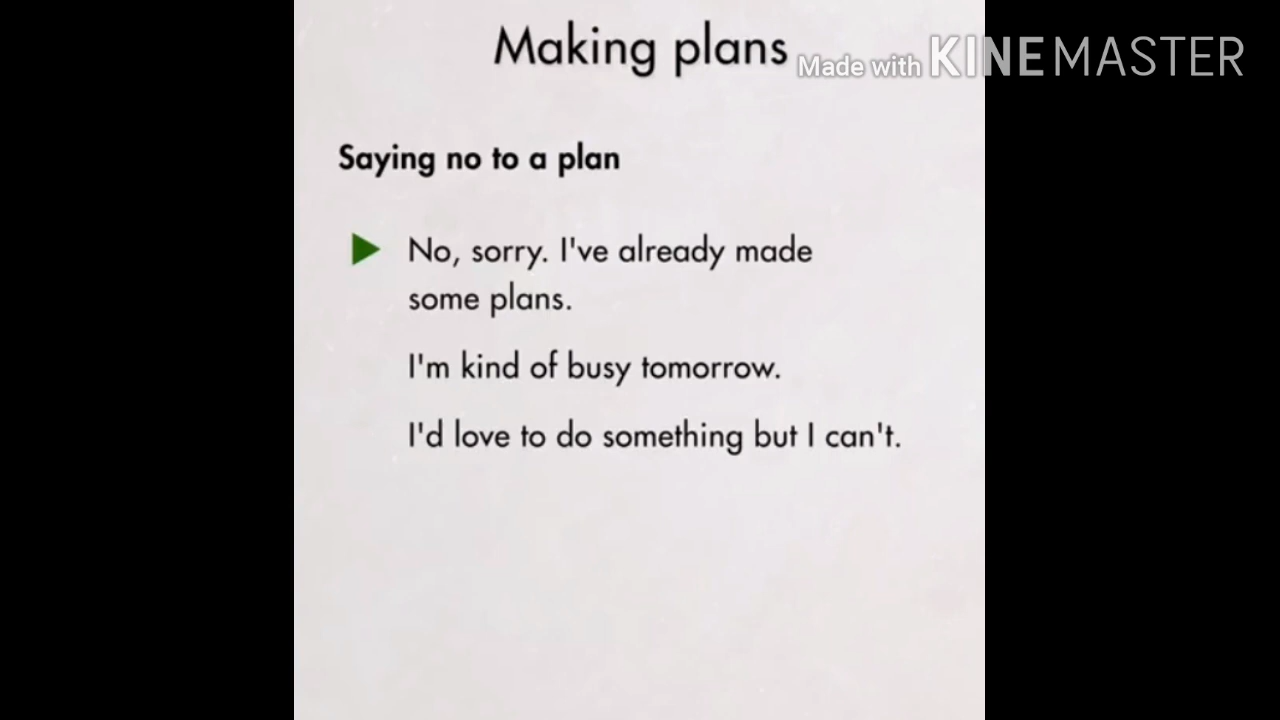 Making plans
Made with KINEMASTER
Saying no to a plan
No, sorry. I've already made
some plans.
I'm kind of busy tomorrow.
I'd love to do something but I can't.